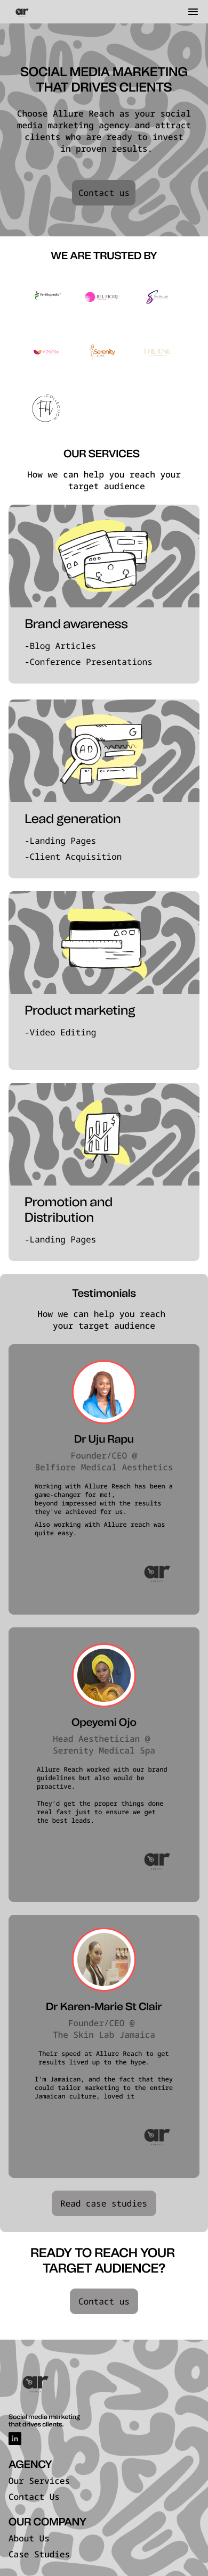 ar
SOCIAL MEDIA MARKETING
THAT DRIVES CLIENTS
Choose Allure Reach as your social
media marketing agency and attract
clients who are ready to invest
in proven results.
Contact us
WE ARE TRUSTED BY
BEL FIORE
Serenity
OUR SERVICES
How we can help you reach your
target audience
Brand awareness
-Blog Articles
-Conference Presentations
G
AD
Lead generation
-Landing Pages
-Client Acquisition
Product marketing
-Video Editing
$
Promotion and
Distribution
-Landing Pages
Testimonials
How we can help you reach
your target audience
Dr Uju Rapu
Founder/CEO @
Belfiore Medical Aesthetics
Working with Allure Reach has been a
game-changer for me!,
beyond impressed with the results
they've achieved for us.
Also working with Allure reach was
quite easy.
ar
Opeyemi Ojo
Head Aesthetician @
Serenity Medical Spa
Allure Reach worked with our brand
guidelines but also would be
proactive.
They'd get the proper things done
real fast just to ensure we get
the best leads.
ar
Dr Karen-Marie St Clair
Founder/CEO @
The Skin Lab Jamaica
Their speed at Allure Reach to get
results lived up to the hype.
I'm Jamaican, and the fact that they
could tailor marketing to the entire
Jamaican culture, loved it
ar
Read case studies
READY TO REACH YOUR
TARGET AUDIENCE?
Contact us
ar
Social media marketing
that drives clients.
in
AGENCY
Our Services
Contact Us
OUR COMPANY
About Us
Case Studies